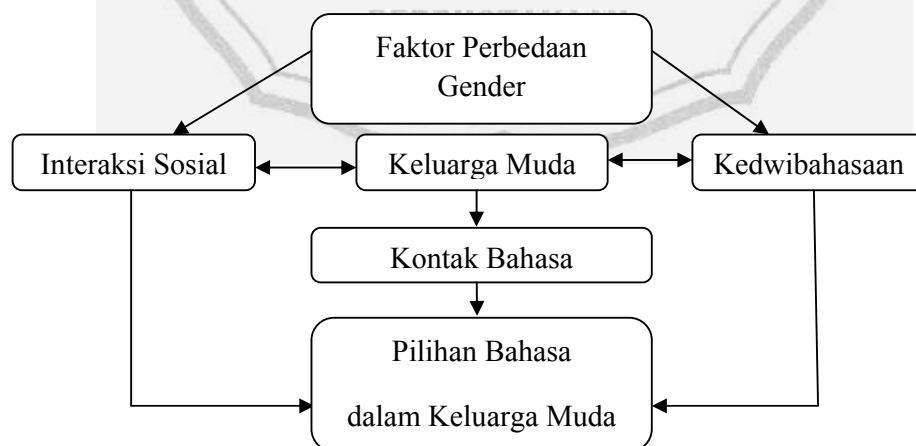 Faktor Perbedaan
Gender
Interaksi Sosial
Keluarga Muda
Kedwibahasaan
Kontak Bahasa
Pilihan Bahasa
dalam Keluarga Muda